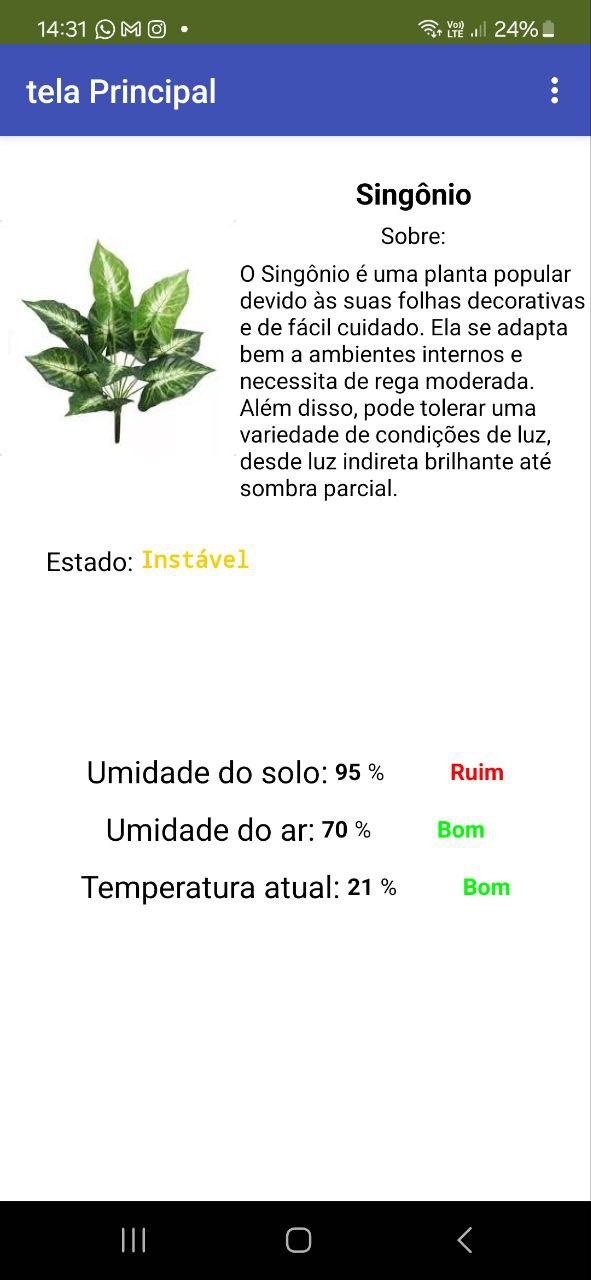 14:31 24%
Vo))
LTE
tela Principal
Singônio
Sobre:
O Singônio é uma planta popular
devido às suas folhas decorativas
e de fácil cuidado. Ela se adapta
bem a ambientes internos e
necessita de rega moderada.
Além disso, pode tolerar uma
variedade de condições de luz,
desde luz indireta brilhante até
sombra parcial.
Estado: Instável
Umidade do solo: 95 % Ruim
Umidade do ar: 70 % Bom
Temperatura atual: 21 % Bom